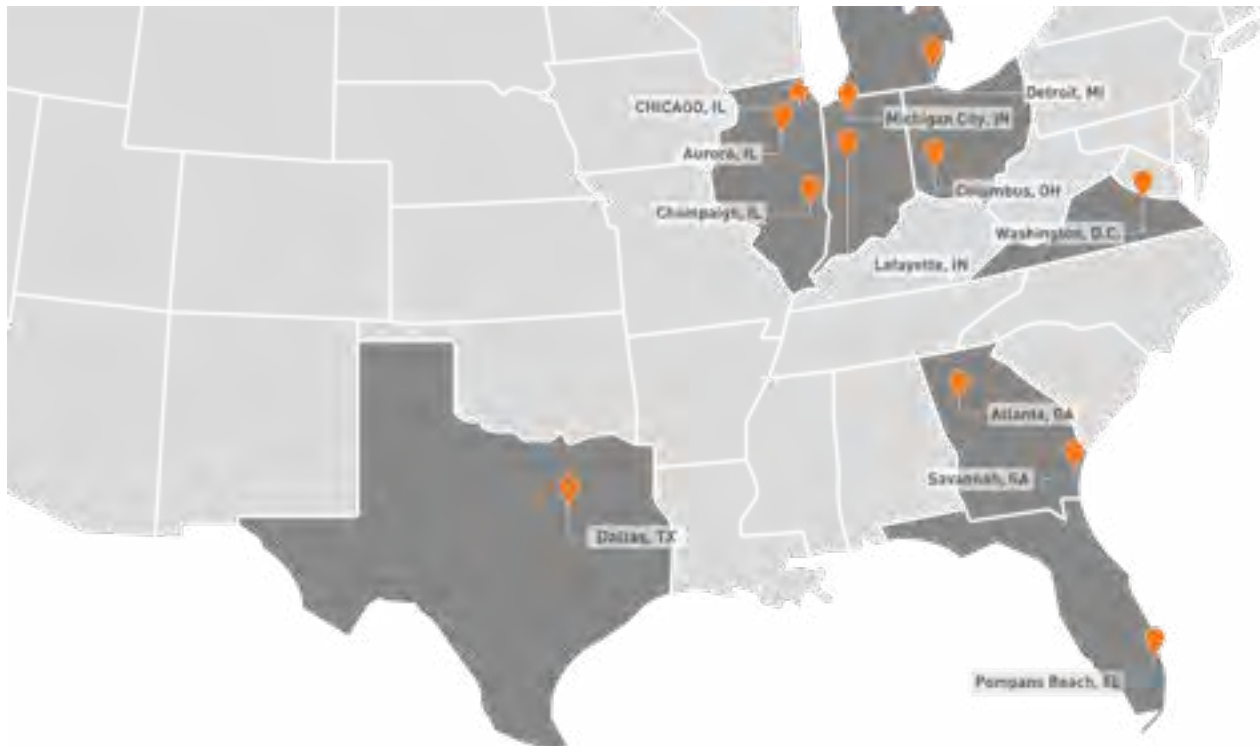 CHICAGO, IL
Detroit, MI
Michigan City, IN
Aurora, IL
Columbus, OH
Champaign, IL
Washington, D.C.
Lafayette, IN
Atlanta, GA
Savannah, GA
Dallas, TX
Pompano Beach, FL